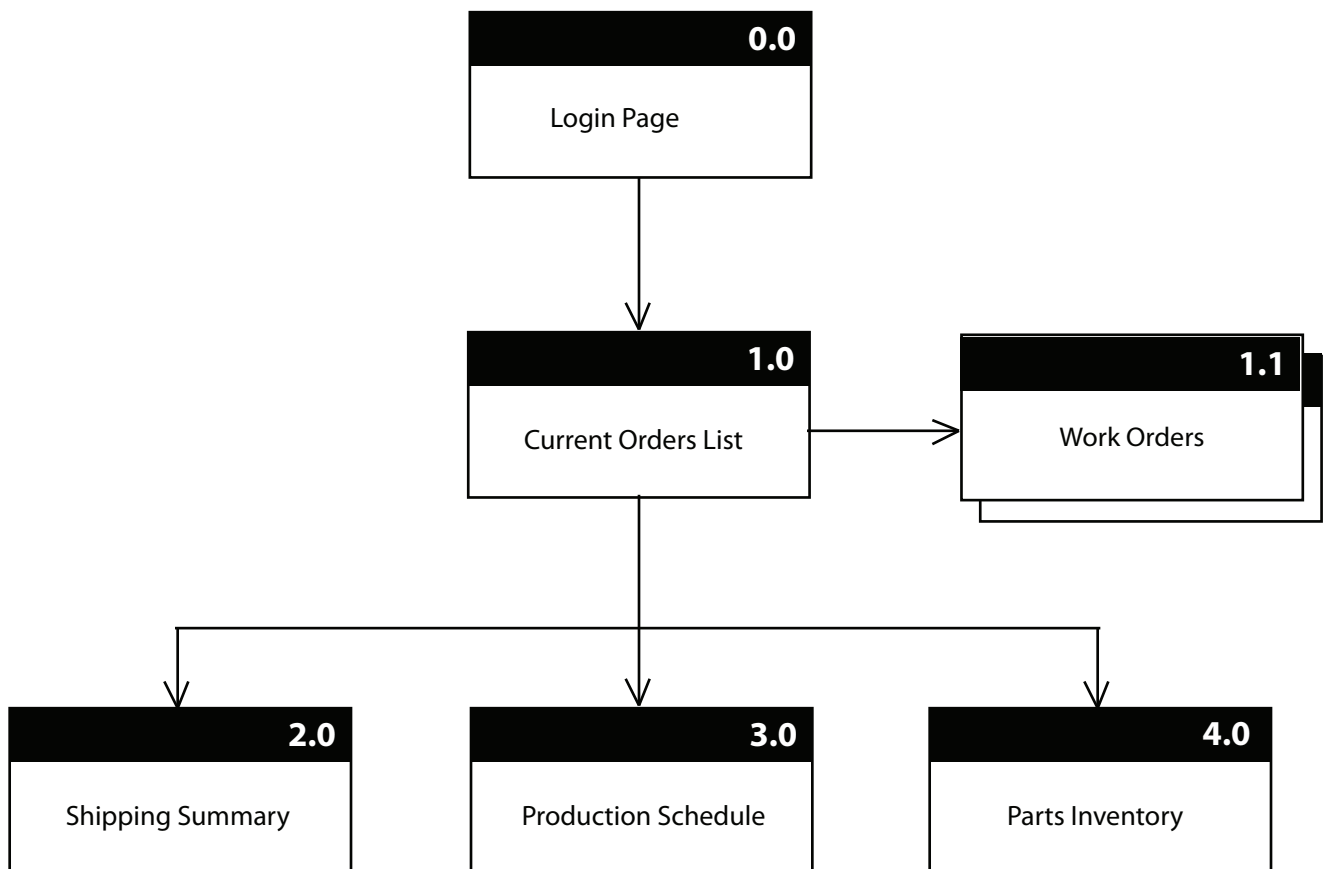 0.0
Login Page
1.0
Current Orders List
1.1
Work Orders
2.0
Shipping Summary
3.0
Production Schedule
4.0
Parts Inventory